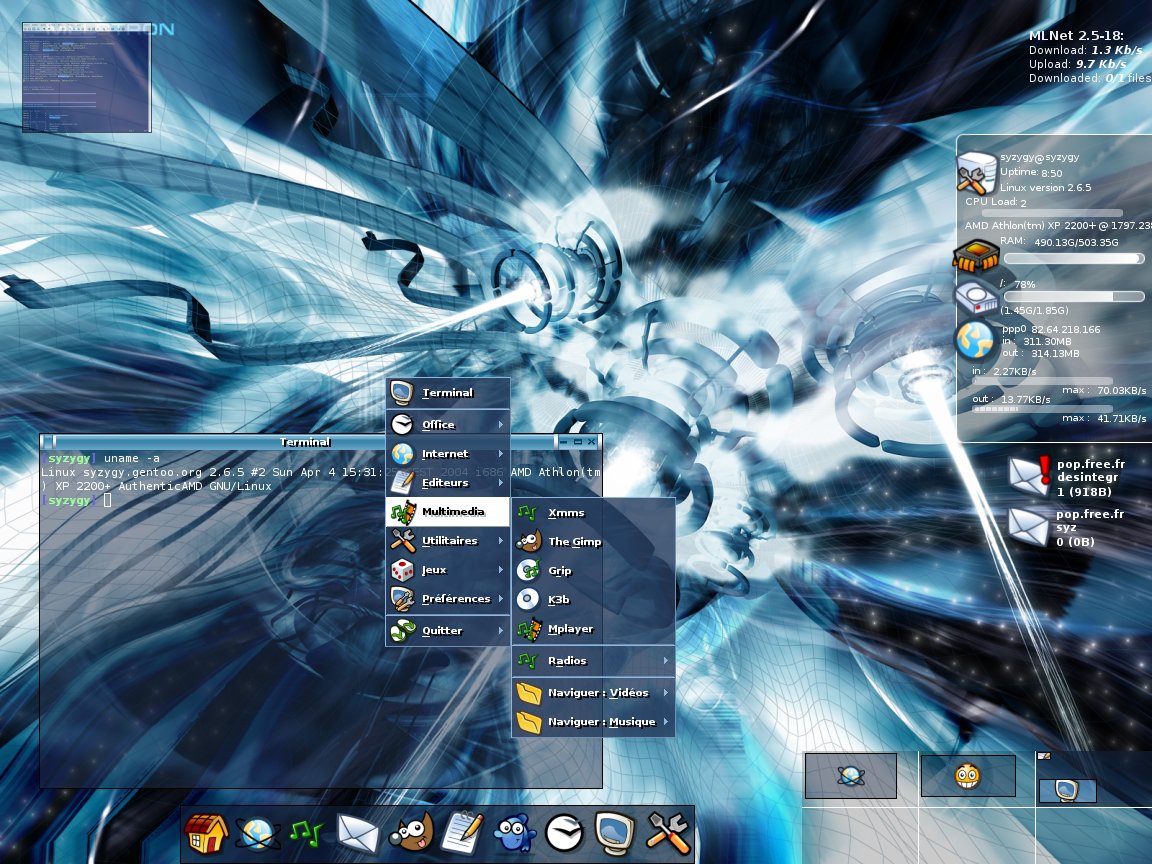 MLNet 2.5-18:
Download: 1.3 Kb/s
Upload: 9.7 Kb/s
Downloaded: 0/1 files
syzygy@syzygy
Uptime: 8:50
Linux version 2.6.5
CPU Load: 2
AMD Athlon(tm) XP 2200+ @ 1797.23
RAM: 490.13G/503.35G
/: 78%
(1.45G/1.85G)
ppp0 82.64.218.166
in : 311.30MB
out : 314.13MB
in : 2.27KB/s
max : 70.03KB/s
out : 13.77KB/s
max : 41.71KB/s
pop.free.fr
desintegr
1 (918B)
pop.free.fr
syz
0 (0B)
Terminal
[syzygy] uname -a
Linux syzygy.gentoo.org 2.6.5 #2 Sun Apr 4 15:31: 2004 i686 AMD Athlon(tm
) XP 2200+ AuthenticAMD GNU/Linux
[syzygy]
Terminal
Office
Internet
Editeurs
Multimedia
Utilitaires
Jeux
Préférences
Quitter
Xmms
The Gimp
Grip
K3b
Mplayer
Radios
Naviguer : Vidéos
Naviguer : Musique